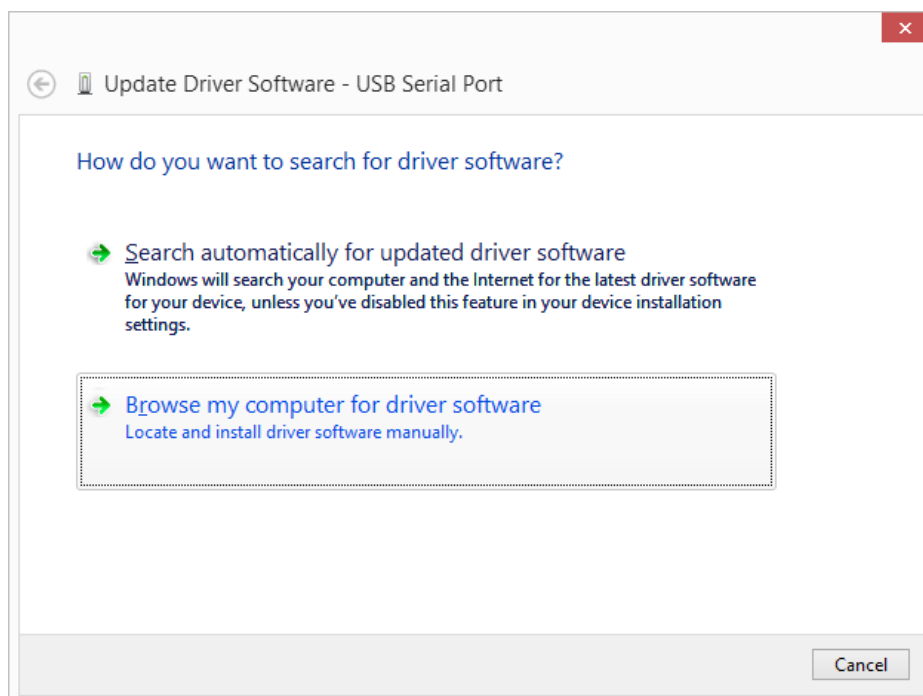 Update Driver Software - USB Serial Port
How do you want to search for driver software?
Search automatically for updated driver software
Windows will search your computer and the Internet for the latest driver software
for your device, unless you've disabled this feature in your device installation
settings.
Browse my computer for driver software
Locate and install driver software manually.
Cancel